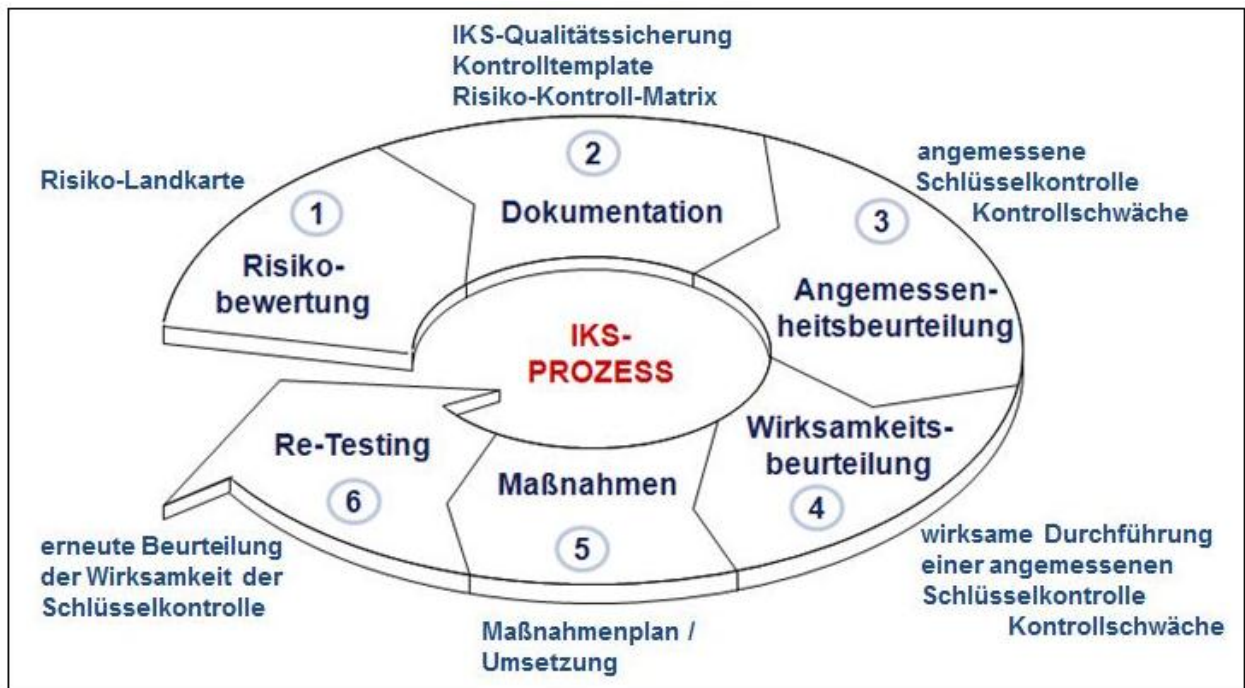 IKS-Qualitätssicherung
Kontrolltemplate
Risiko-Kontroll-Matrix
Risiko-Landkarte
1
Risiko-
bewertung
2
Dokumentation
angemessene
Schlüsselkontrolle
Kontrollschwäche
3
Angemessen-
heitsbeurteilung
IKS-
PROZESS
Wirksamkeits-
beurteilung
4
wirksame Durchführung
einer angemessenen
Schlüsselkontrolle
Kontrollschwäche
Maßnahmen
5
Maßnahmenplan /
Umsetzung
Re-Testing
6
erneute Beurteilung
der Wirksamkeit der
Schlüsselkontrolle